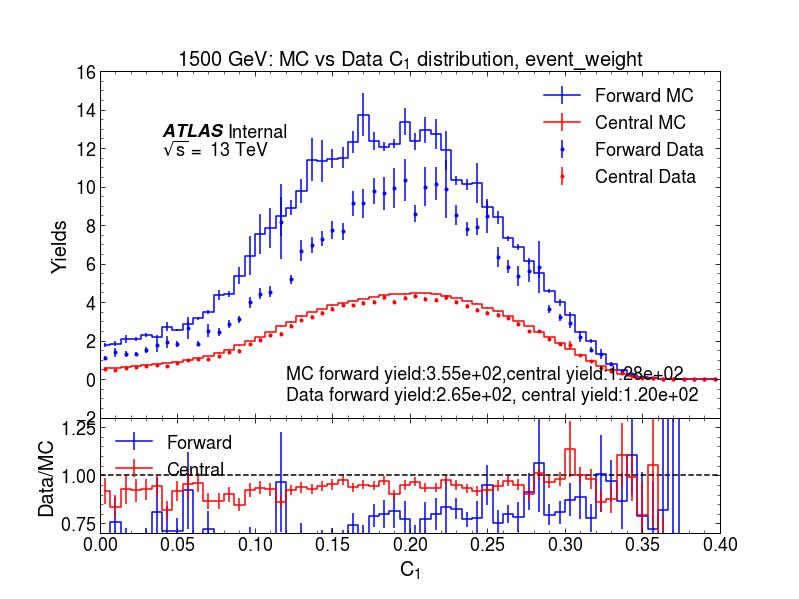 1500 GeV: MC vs Data C₁ distribution, event_weight
16
14
12
10
8
6
4
2
0
−2
Yields
ATLAS Internal
√s = 13 TeV
Forward MC
Central MC
Forward Data
Central Data
MC forward yield:3.55e+02,central yield:1.28e+02
Data forward yield:2.65e+02, central yield:1.20e+02
1.25
1.00
0.75
Data/MC
Forward
Central
0.00 0.05 0.10 0.15 0.20 0.25 0.30 0.35 0.40
C₁